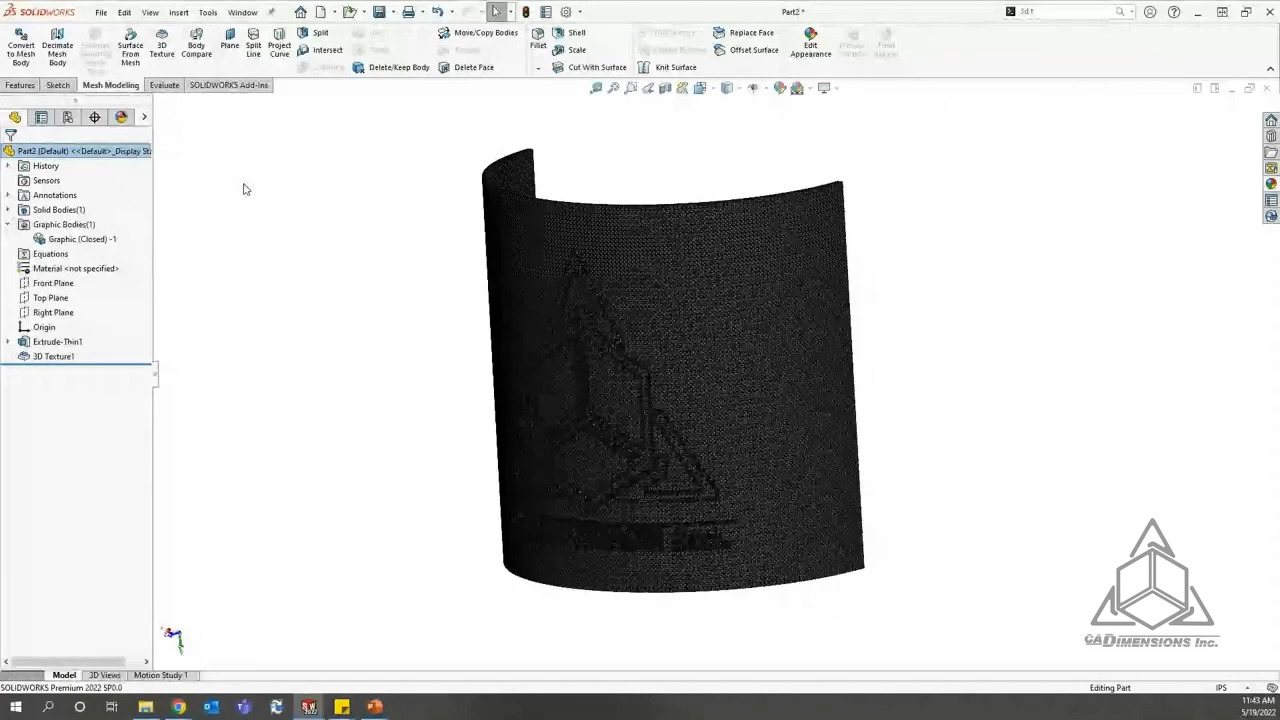 SOLIDWORKS File Edit View Insert Tools Window Part2 *
Convert to Mesh Body
Decimate Mesh Body
Surface From Mesh
3D Texture
Body Compare
Plane
Split Line
Project Curve
Split
Intersect
Move/Copy Bodies
Delete/Keep Body
Delete Face
Fillet
Shell
Scale
Cut With Surface
Replace Face
Offset Surface
Knit Surface
Edit Appearance
Features Sketch Mesh Modeling Evaluate SOLIDWORKS Add-Ins
Part2 (Default) <<Default>_Display Sta
History
Sensors
Annotations
Solid Bodies(1)
Graphic Bodies(1)
Graphic (Closed) -1
Equations
Material <not specified>
Front Plane
Top Plane
Right Plane
Origin
Extrude-Thin1
3D Texture1
CADIMENSIONS Inc.
Model 3D Views Motion Study 1
SOLIDWORKS Premium 2022 SP0.0
Editing Part
IPS
11:43 AM
5/19/2022